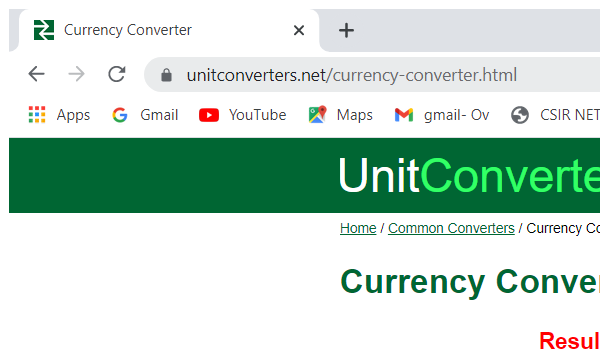 Currency Converter
unitconverters.net/currency-converter.html
Apps Gmail YouTube Maps gmail- Ov CSIR NET
UnitConverte
Home / Common Converters / Currency Co
Currency Conver
Resul